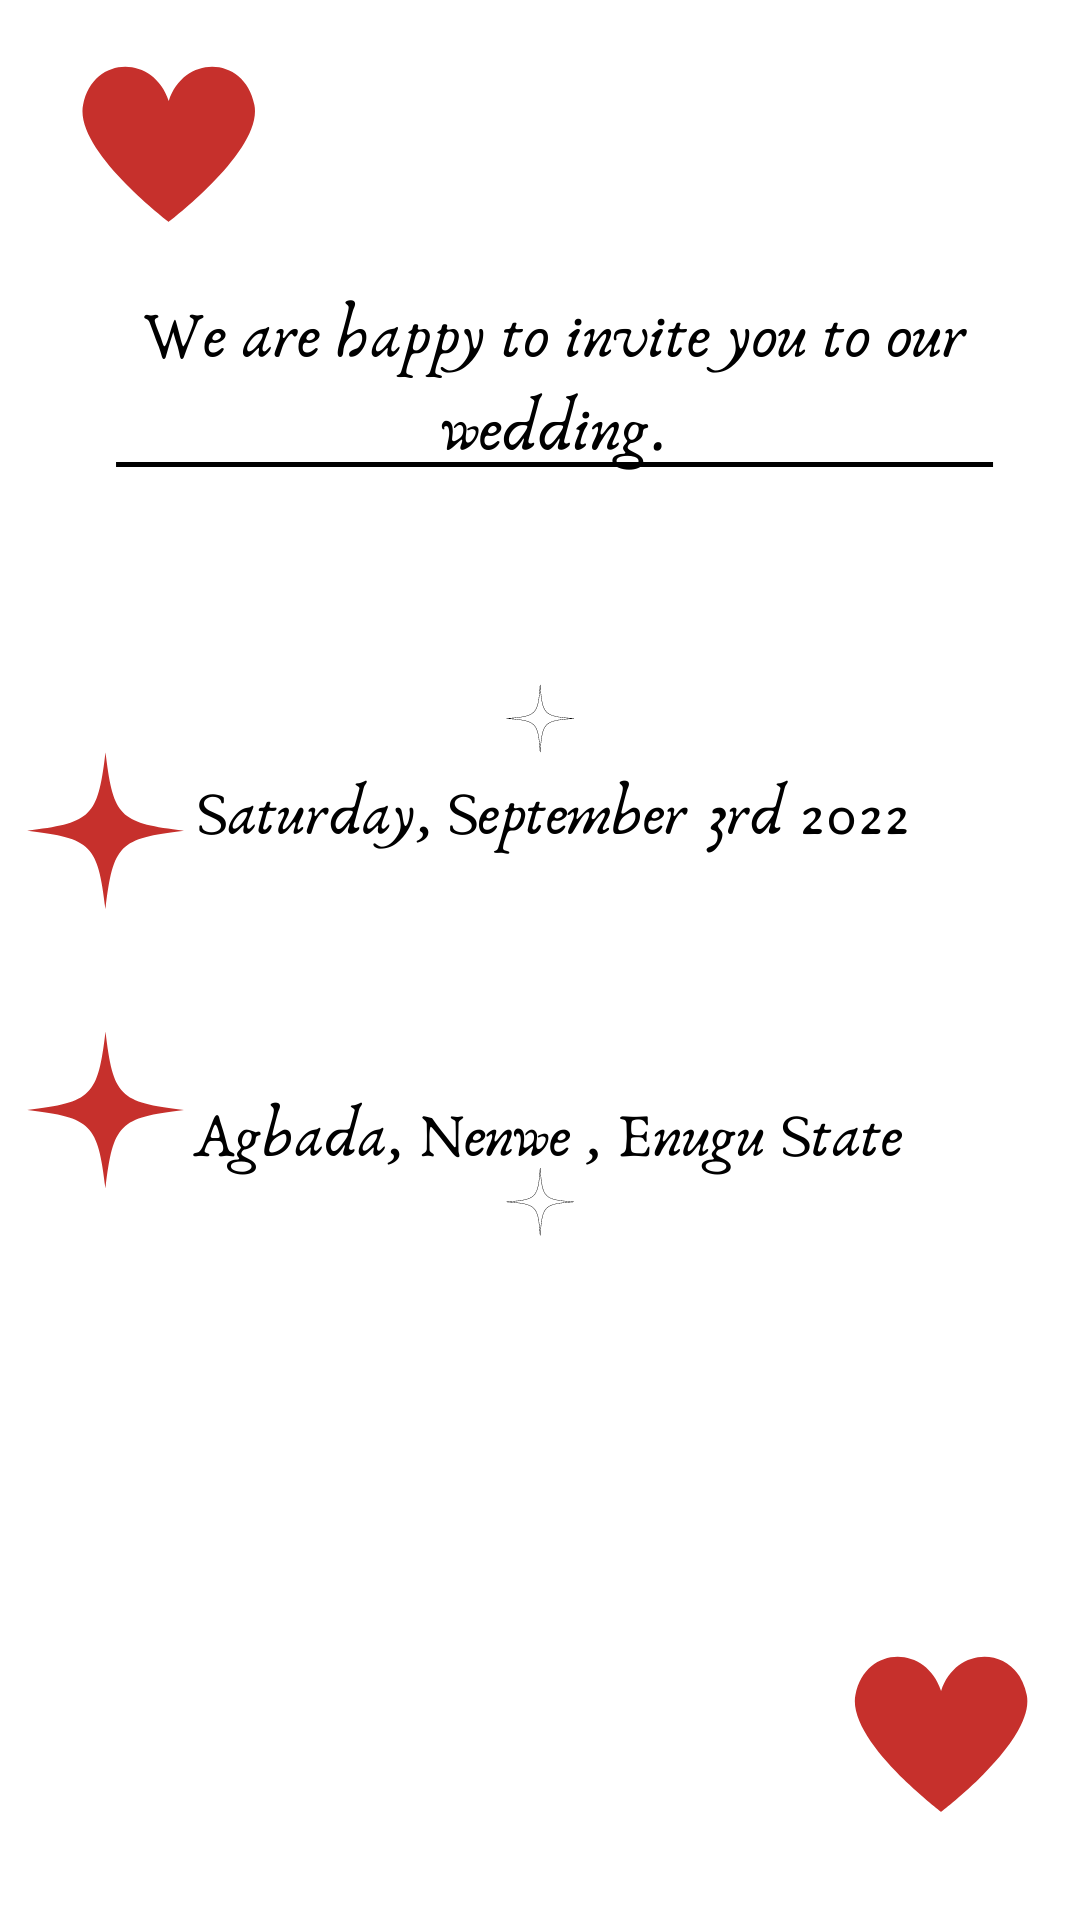 We are happy to invite you to our
wedding.
Saturday, September 3rd 2022
Agbada, Nenwe , Enugu State